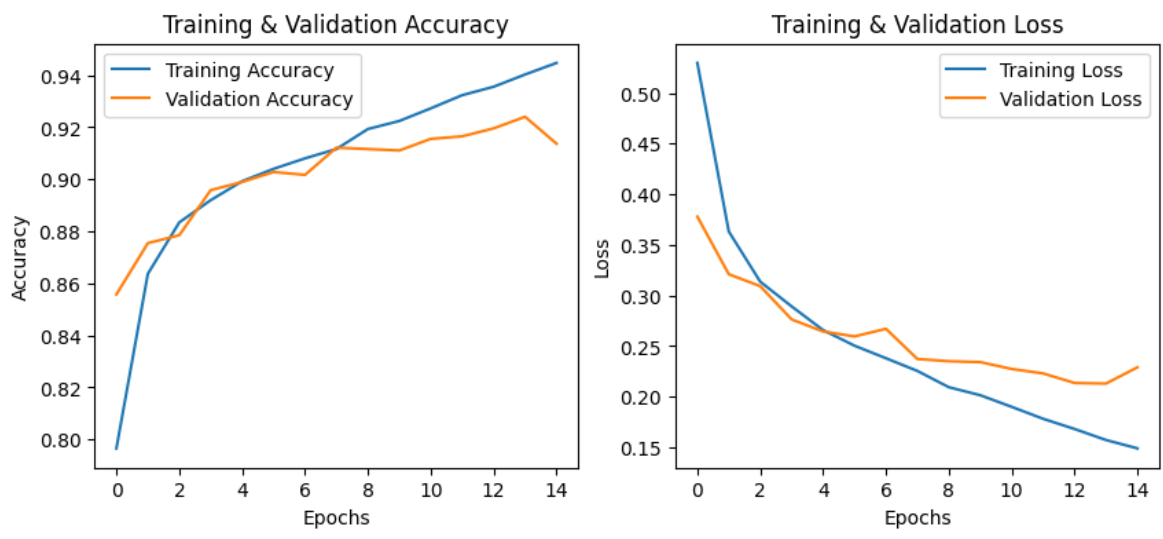 Training & Validation Accuracy
Training Accuracy
Validation Accuracy
0.94
0.92
0.90
0.88
0.86
0.84
0.82
0.80
Accuracy
0 2 4 6 8 10 12 14
Epochs
Training & Validation Loss
Training Loss
Validation Loss
0.50
0.45
0.40
0.35
0.30
0.25
0.20
0.15
Loss
0 2 4 6 8 10 12 14
Epochs